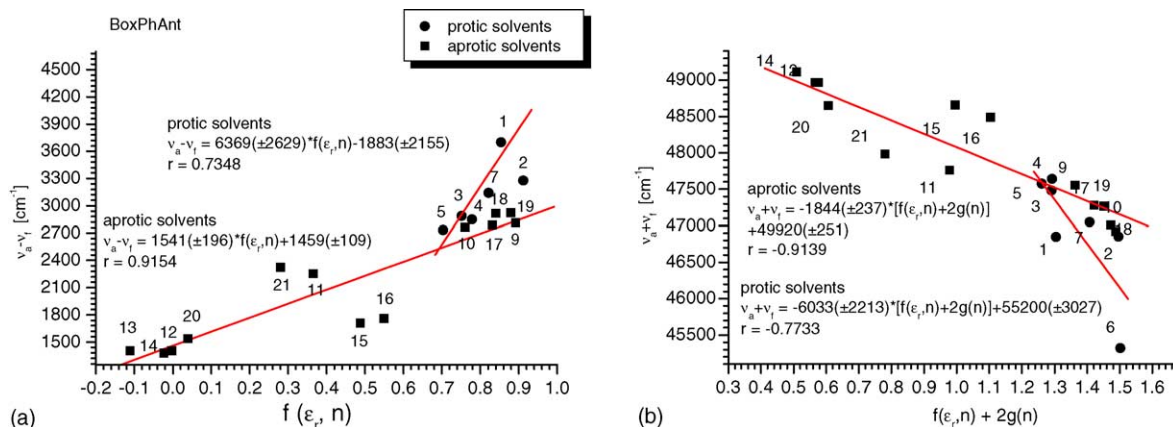 BoxPhAnt
protic solvents
aprotic solvents
4500
4200
3900
3600
3300
3000
2700
2400
2100
1800
1500
νa-νf [cm⁻¹]
protic solvents
νa-νf = 6369(±2629)*f(εr,n)-1883(±2155)
r = 0.7348
aprotic solvents
νa-νf = 1541(±196)*f(εr,n)+1459(±109)
r = 0.9154
1
2
7
3
18
5
4
19
10
17
9
21
11
16
15
20
13
12
14
-0.2 -0.1 0.0 0.1 0.2 0.3 0.4 0.5 0.6 0.7 0.8 0.9 1.0
f (εr, n)
(a)
49000
48500
48000
47500
47000
46500
46000
45500
νa+νf [cm⁻¹]
14
12
20
21
15
16
11
4
9
5
3
17
19
10
1
7
2
18
6
aprotic solvents
νa+νf = -1844(±237)*[f(εr,n)+2g(n)]
+49920(±251)
r = -0.9139
protic solvents
νa+νf = -6033(±2213)*[f(εr,n)+2g(n)]+55200(±3027)
r = -0.7733
0.3 0.4 0.5 0.6 0.7 0.8 0.9 1.0 1.1 1.2 1.3 1.4 1.5 1.6
f(εr,n) + 2g(n)
(b)